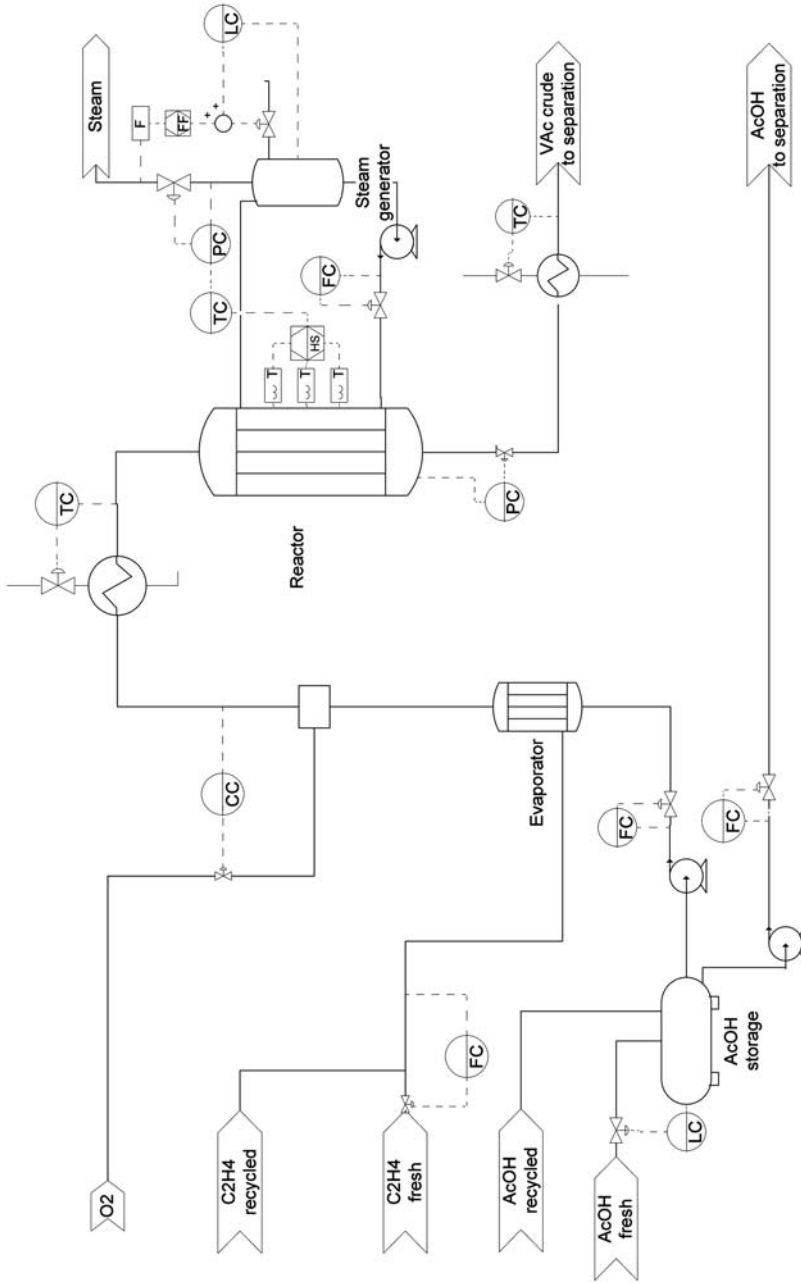 O2
C2H4
recycled
C2H4
fresh
AcOH
recycled
AcOH
fresh
LC
AcOH
storage
FC
CC
FC
FC
Evaporator
TC
Reactor
PC
T
T
T
HS
TC
PC
FC
Steam
generator
F
FF
+
+
LC
Steam
TC
VAc crude
to separation
AcOH
to separation